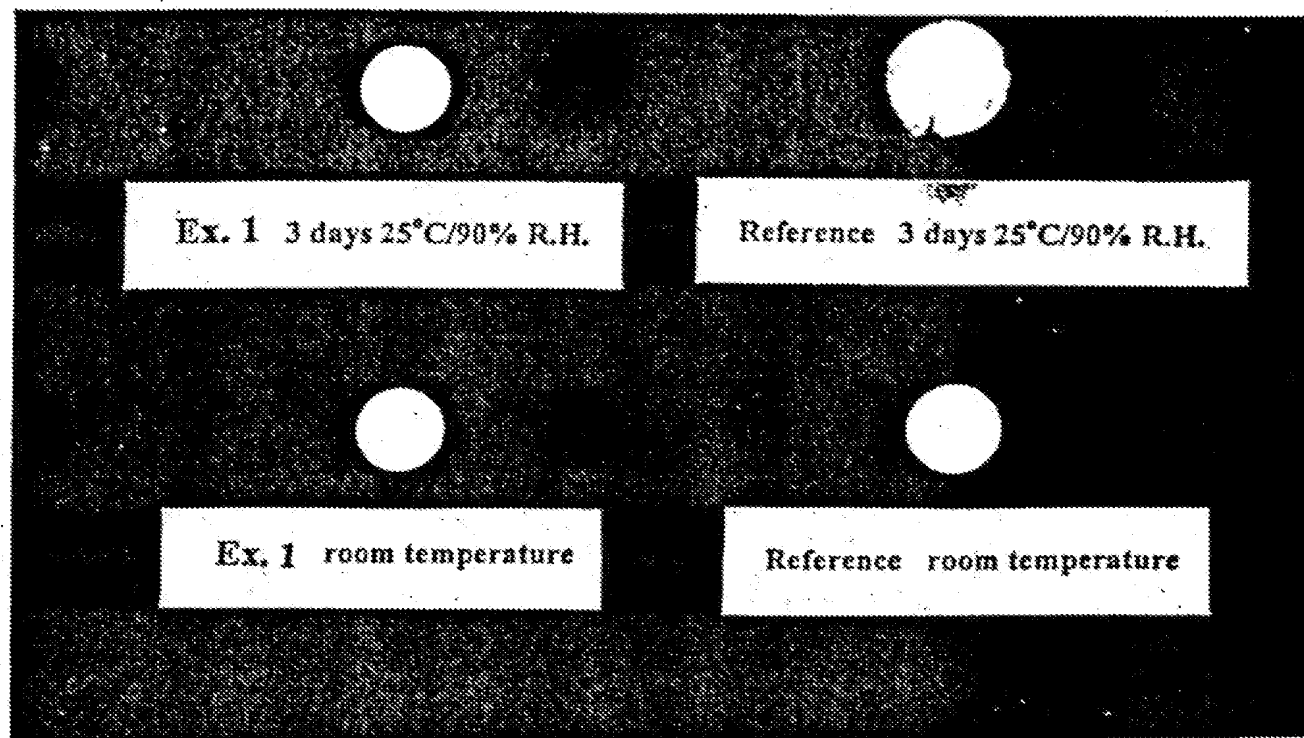 Ex. 1 3 days 25°C/90% R.H.
Reference 3 days 25°C/90% R.H.
Ex. 1 room temperature
Reference room temperature